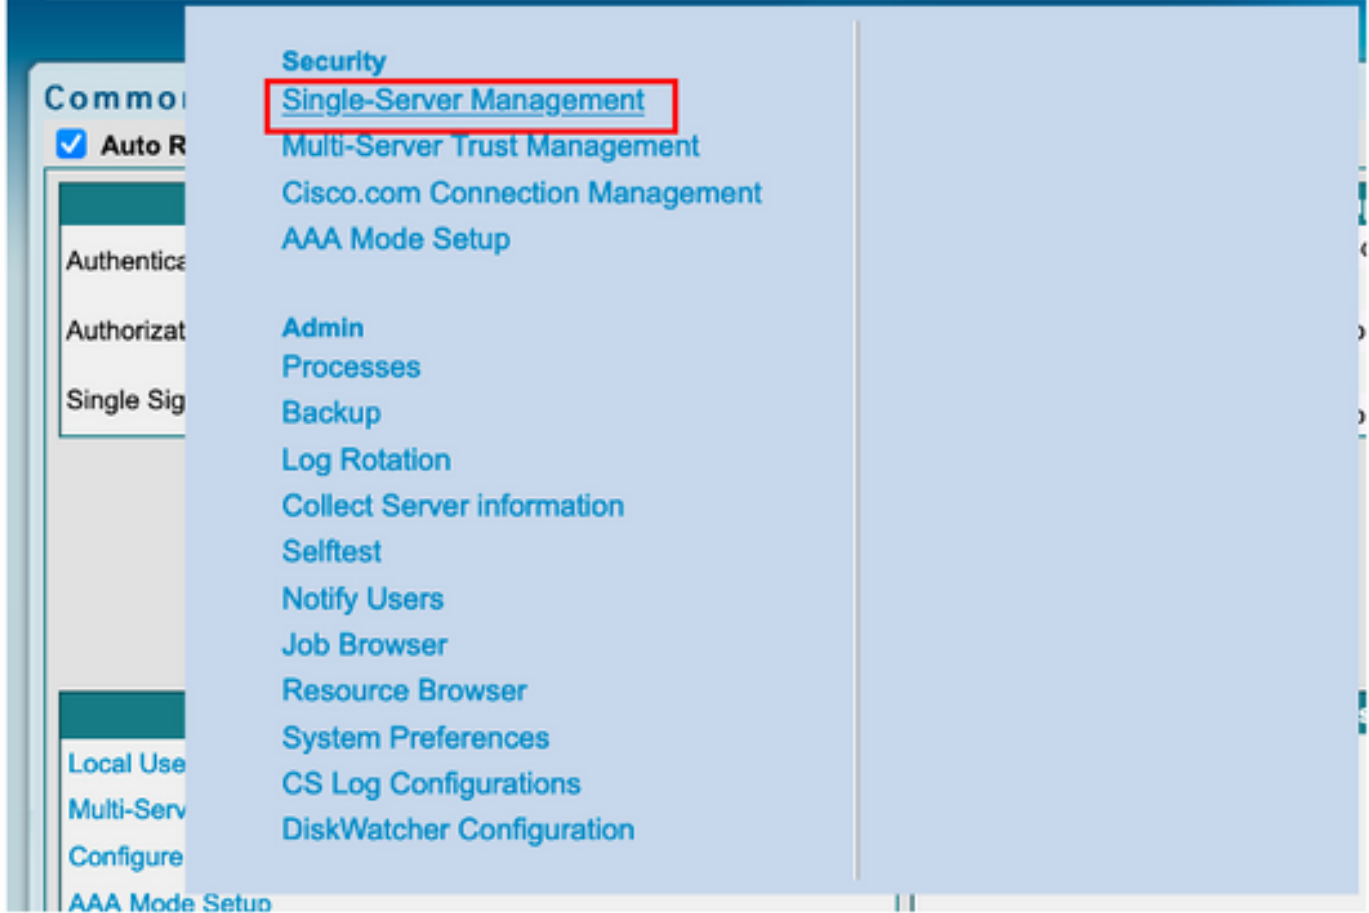 Security
Single-Server Management
Multi-Server Trust Management
Cisco.com Connection Management
AAA Mode Setup
Admin
Processes
Backup
Log Rotation
Collect Server information
Selftest
Notify Users
Job Browser
Resource Browser
System Preferences
CS Log Configurations
DiskWatcher Configuration
Commo
Auto R
Authentica
Authorizat
Single Sig
Local Use
Multi-Serv
Configure
AAA Mode Setup